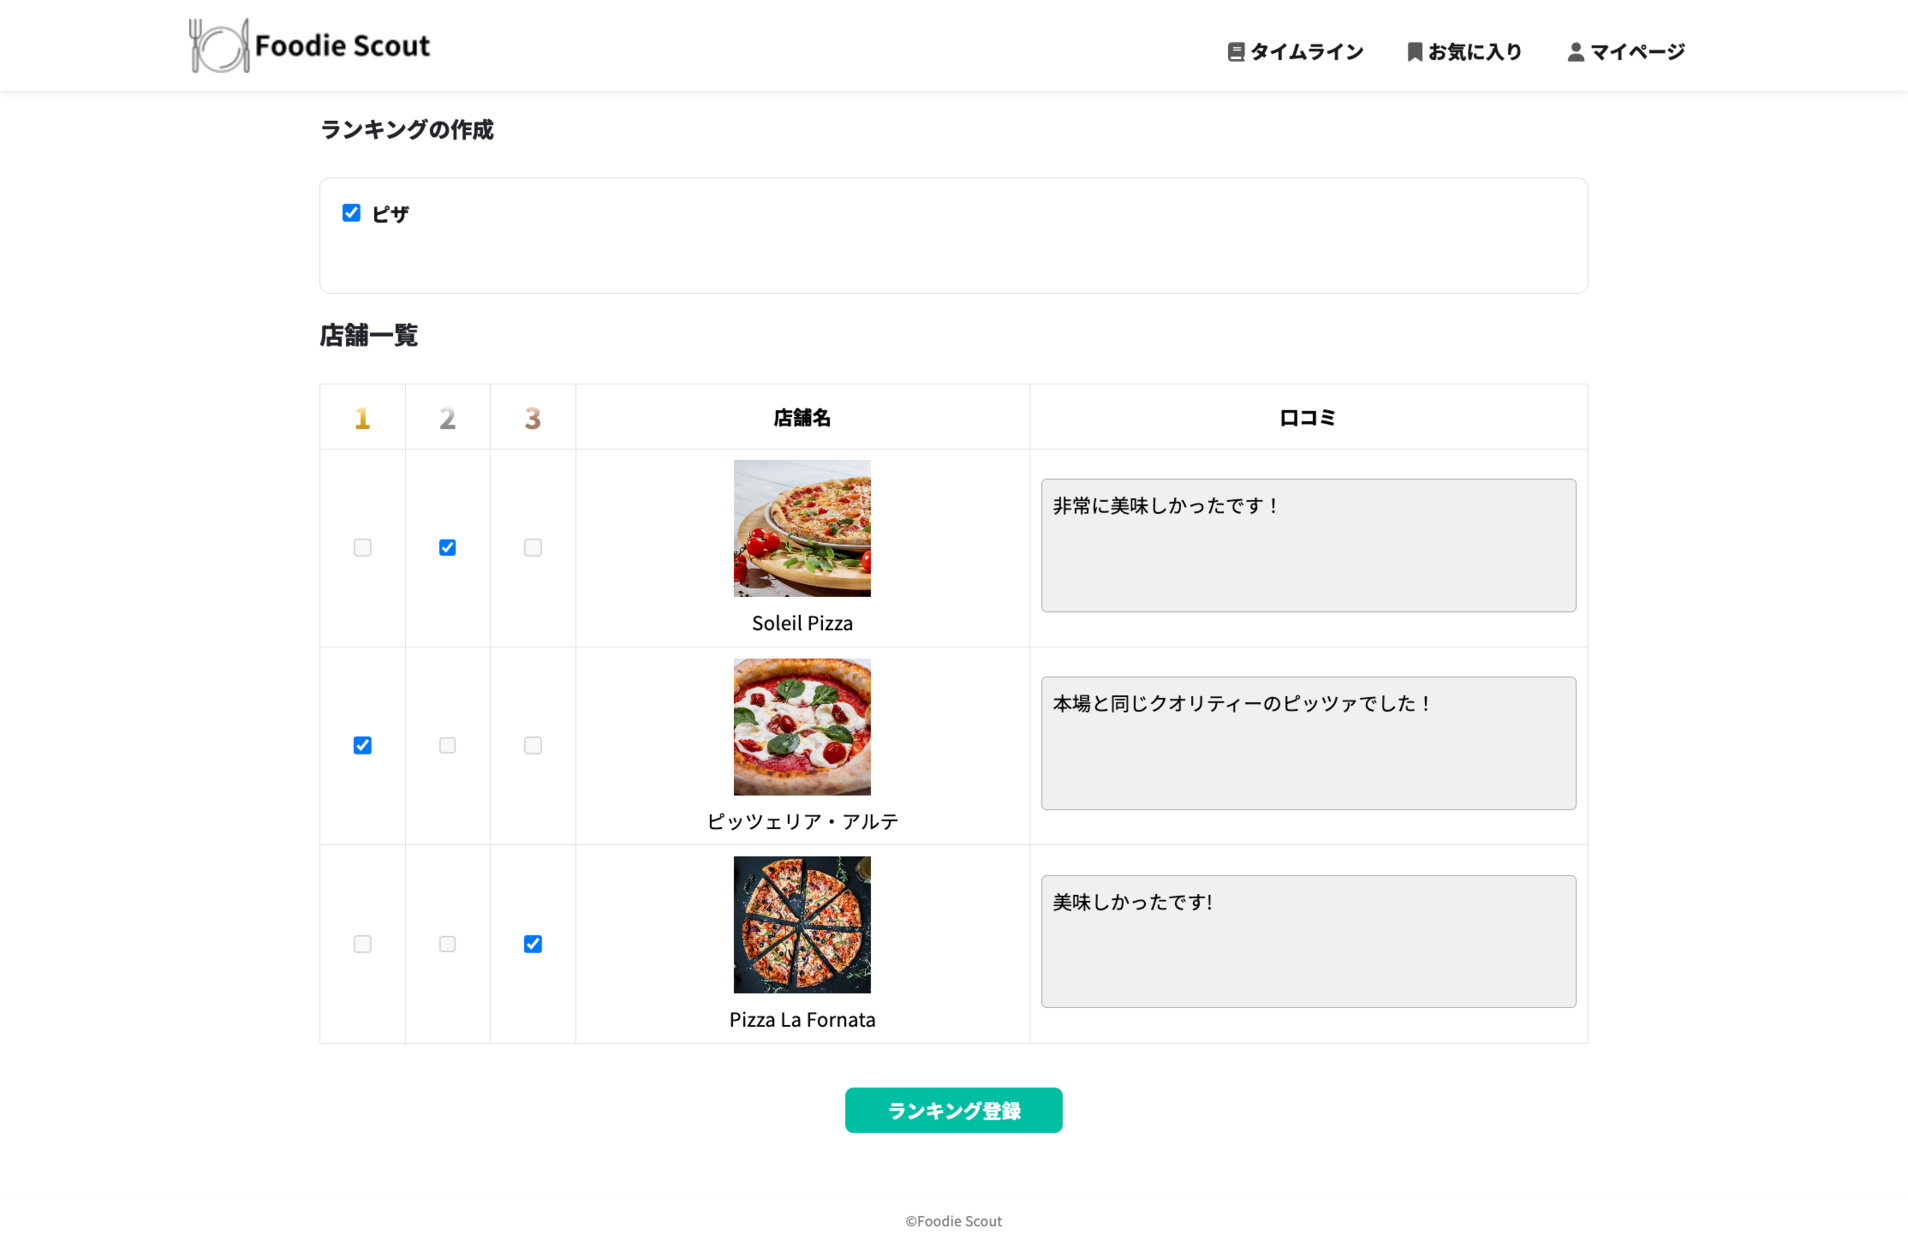 Foodie Scout
タイムライン
お気に入り
マイページ
ランキングの作成
ピザ
店舗一覧
1 2 3 店舗名 口コミ
非常に美味しかったです！
Soleil Pizza
本場と同じクオリティーのピッツァでした！
ピッツェリア・アルテ
美味しかったです!
Pizza La Fornata
ランキング登録
©Foodie Scout